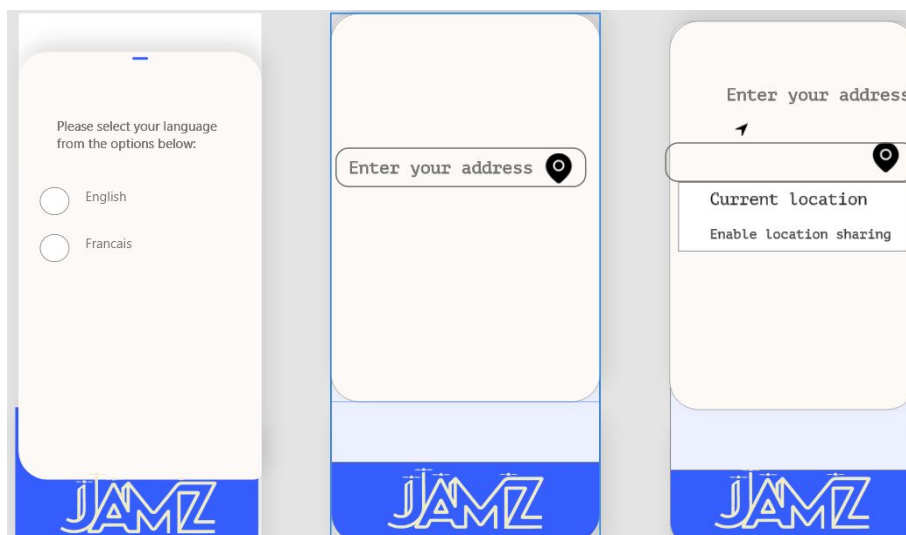 Please select your language
from the options below:
English
Francais
JAMZ
Enter your address
JAMZ
Enter your address
Current location
Enable location sharing
JAMZ